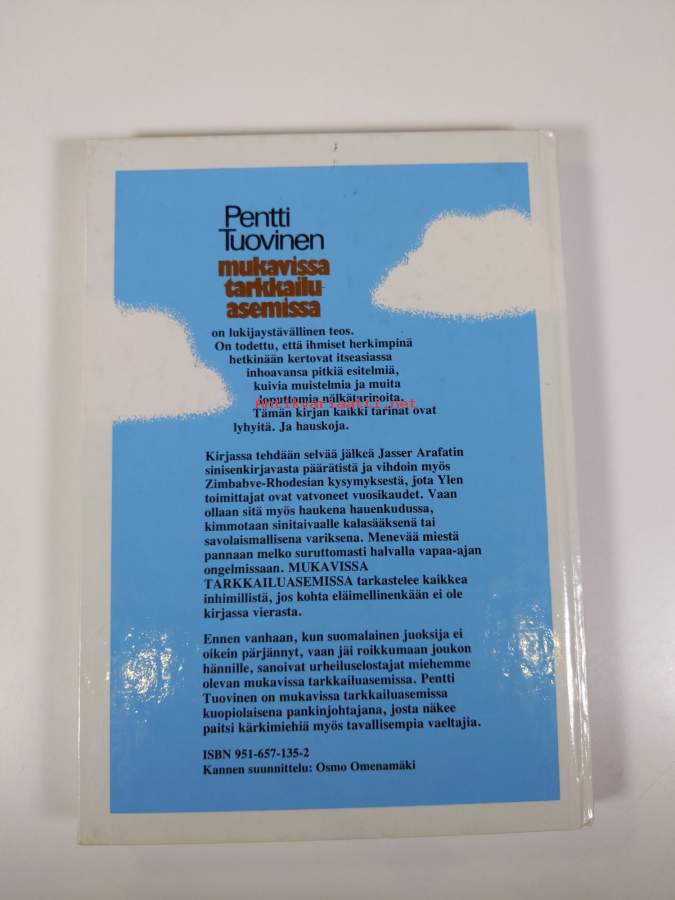 Pentti
Tuovinen
mukavissa
tarkkailu-
asemissa
on lukijaystävällinen teos.
On todettu, että ihmiset herkimpinä
hetkinään kertovat itseasiassa
inhoavansa pitkiä esitelmiä,
kuivia muistelmia ja muita
loputtomia nälkätarinoita.
antikvariaatti.net
Tämän kirjan kaikki tarinat ovat
lyhyitä. Ja hauskoja.
Kirjassa tehdään selvää jälkeä Jasser Arafatin
sinisenkirjavasta päärätistä ja vihdoin myös
Zimbabve-Rhodesian kysymyksestä, jota Ylen
toimittajat ovat vatvoneet vuosikaudet. Vaan
ollaan sitä myös haukena hauenkudussa,
kimmotaan sinitaivaalle kalasääksenä tai
savolaismallisena variksena. Menevää miestä
pannaan melko suruttomasti halvalla vapaa-ajan
ongelmissaan. MUKAVISSA
TARKKAILUASEMISSA tarkastelee kaikkea
inhimillistä, jos kohta eläimellinenkään ei ole
kirjassa vierasta.
Ennen vanhaan, kun suomalainen juoksija ei
oikein pärjännyt, vaan jäi roikkumaan joukon
hännille, sanoivat urheiluselostajat miehemme
olevan mukavissa tarkkailuasemissa. Pentti
Tuovinen on mukavissa tarkkailuasemissa
kuopiolaisena pankinjohtajana, josta näkee
paitsi kärkimiehiä myös tavallisempia vaeltajia.
ISBN 951-657-135-2
Kannen suunnittelu: Osmo Omenamäki